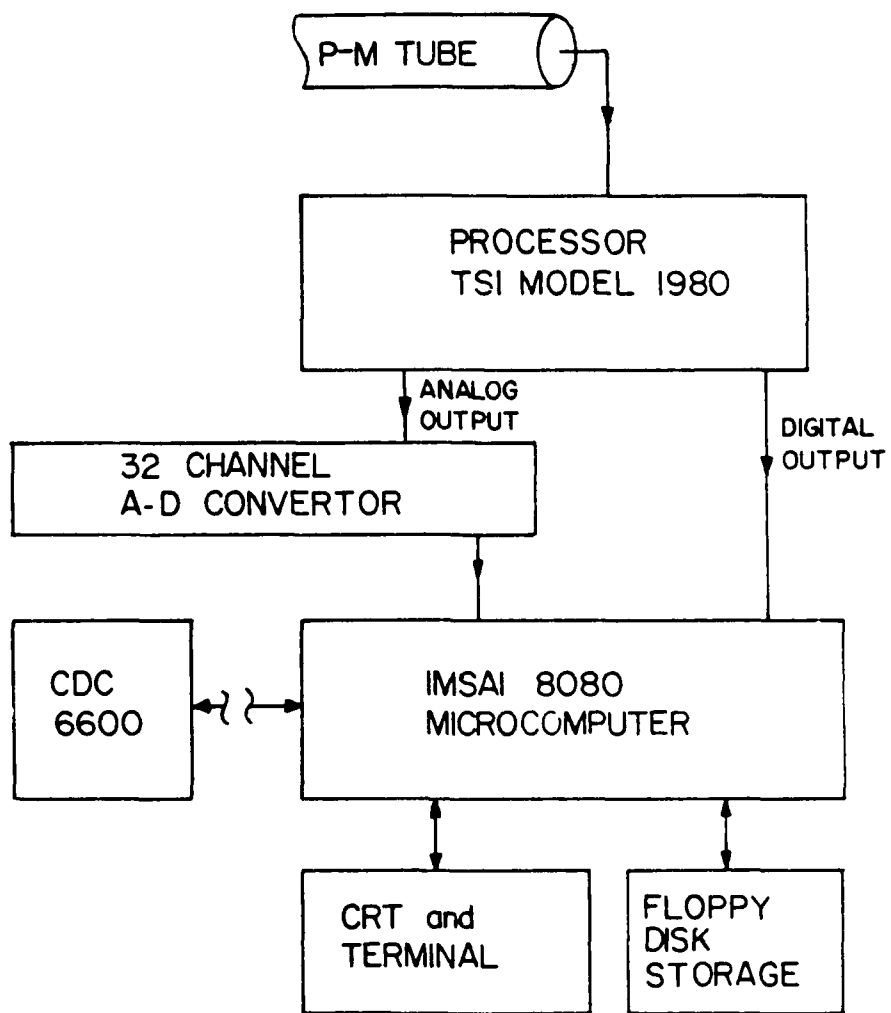 P-M TUBE
PROCESSOR
TSI MODEL 1980
ANALOG
OUTPUT
DIGITAL
OUTPUT
32 CHANNEL
A-D CONVERTOR
CDC
6600
IMSAI 8080
MICROCOMPUTER
CRT and
TERMINAL
FLOPPY
DISK
STORAGE